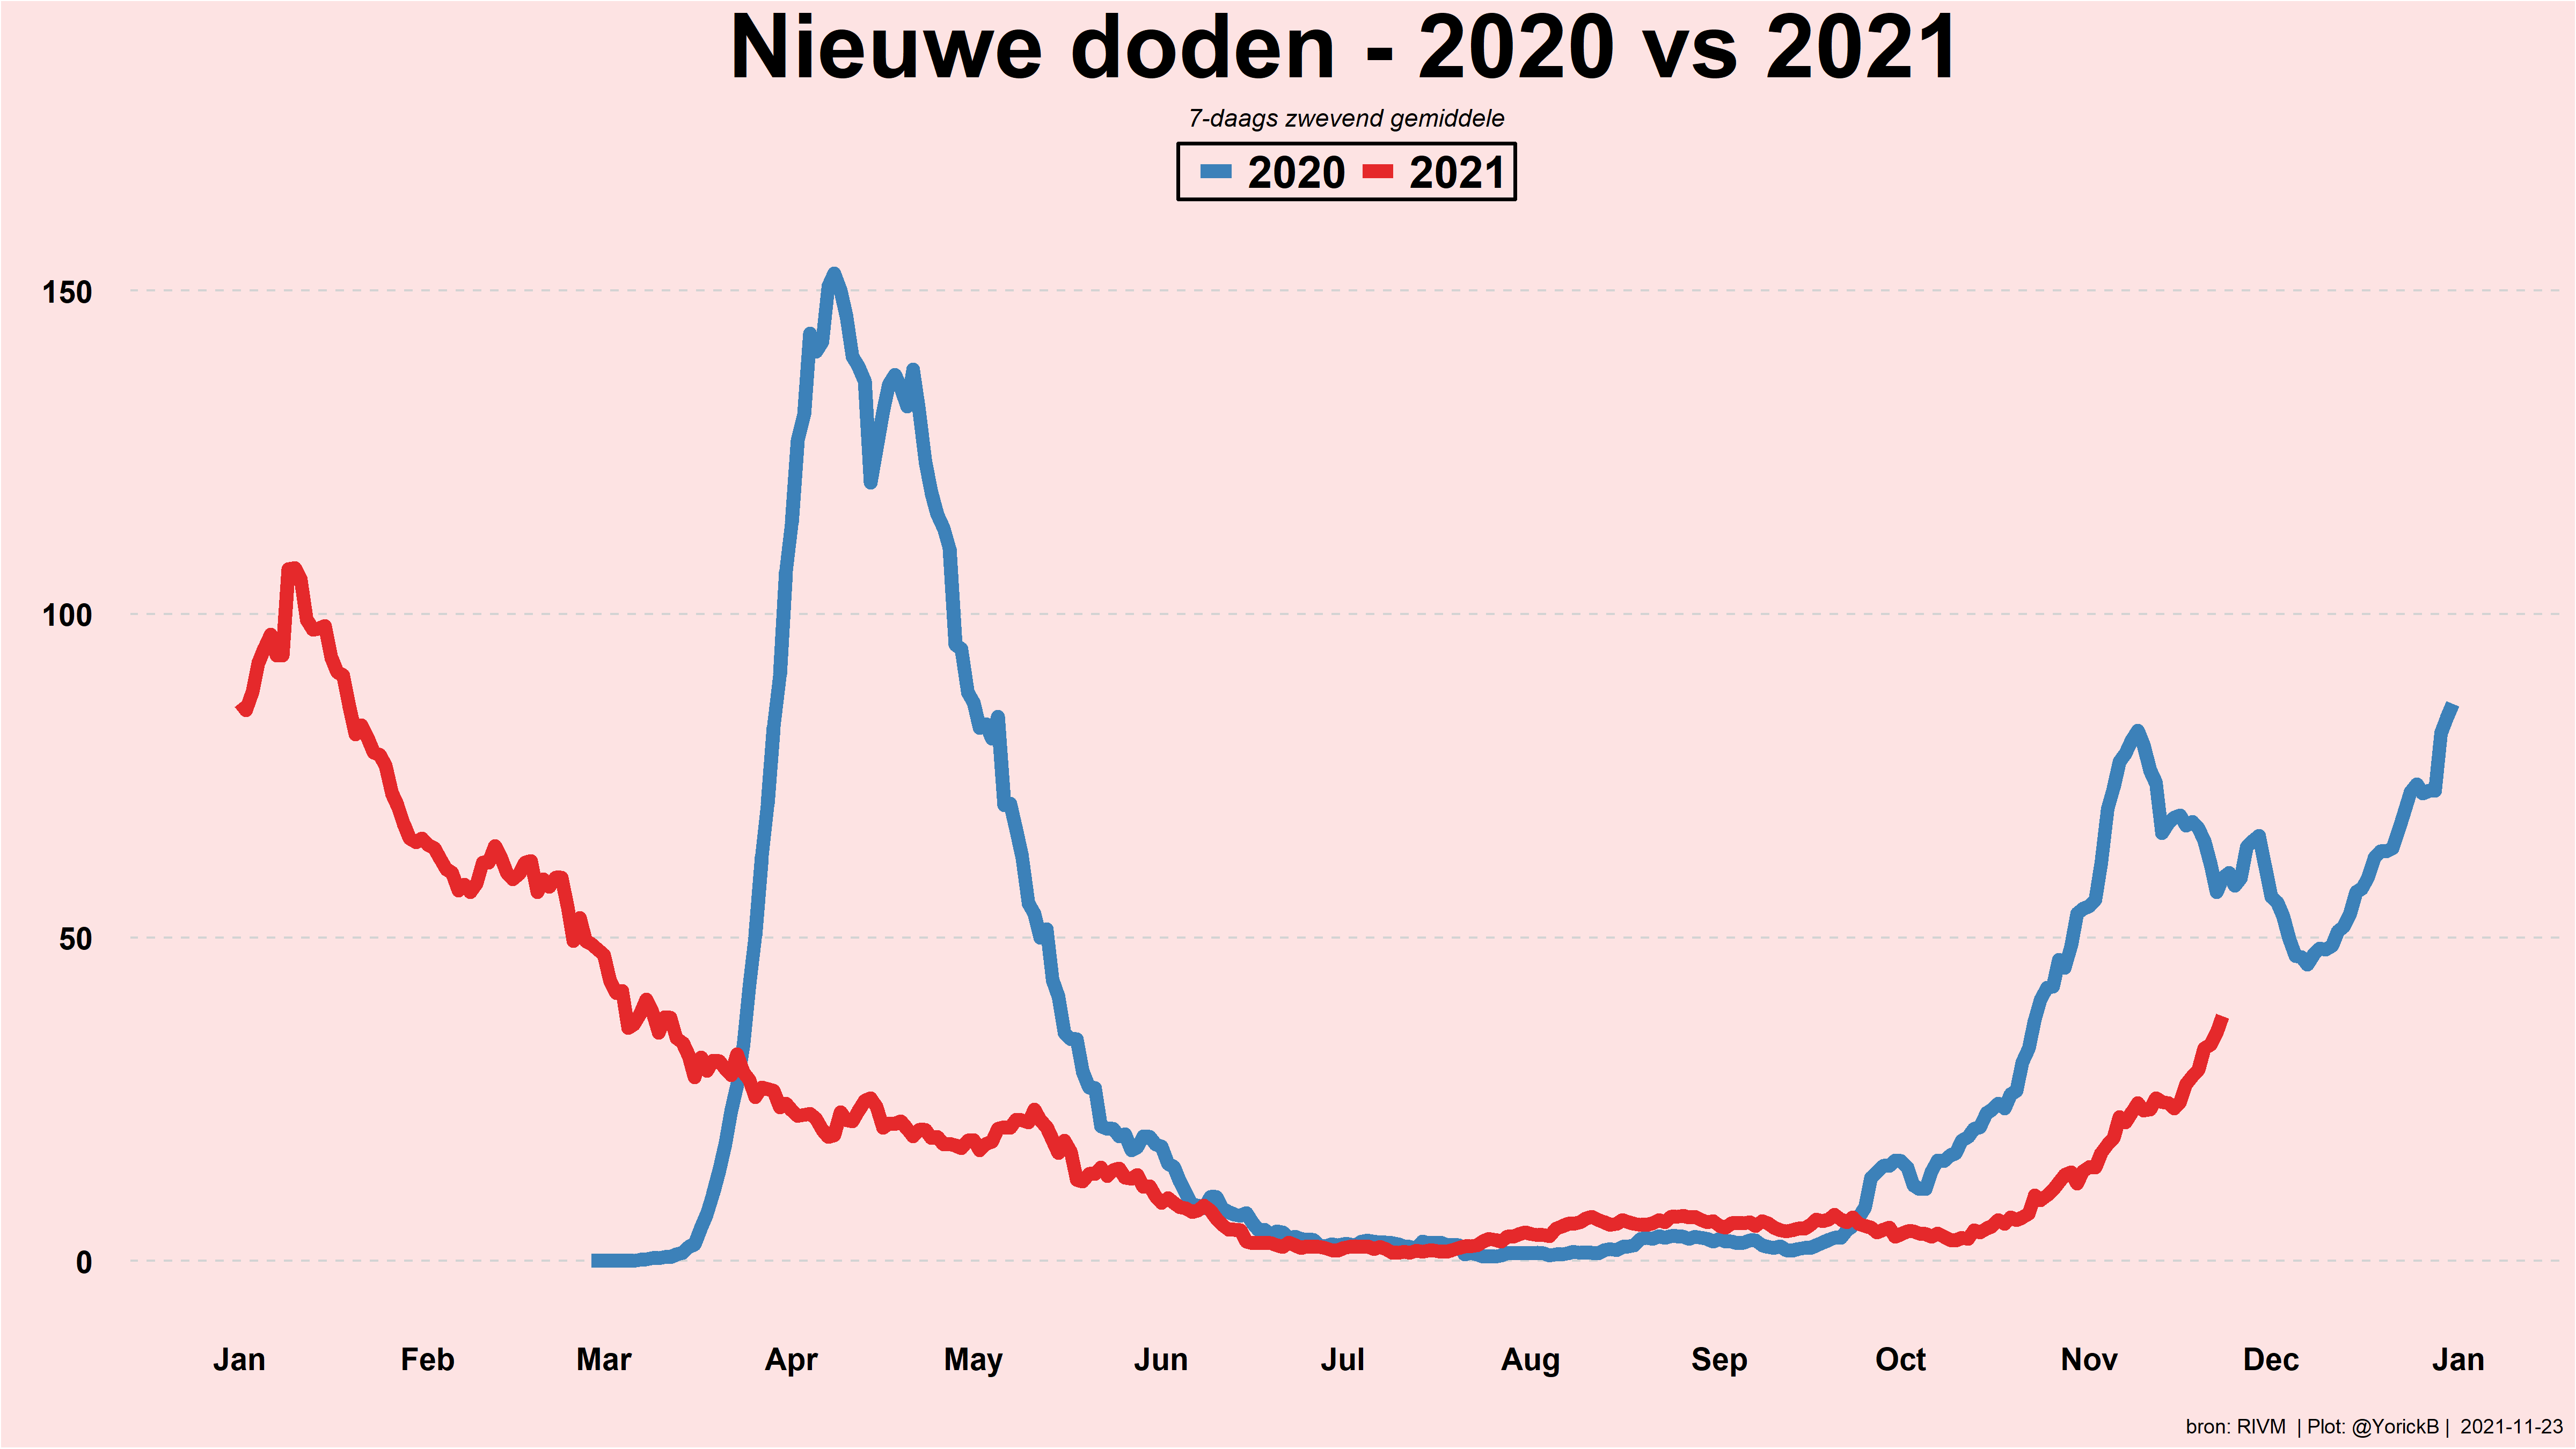 Nieuwe doden - 2020 vs 2021
7-daags zwevend gemiddele
2020 2021
150
100
50
0
Jan Feb Mar Apr May Jun Jul Aug Sep Oct Nov Dec Jan
bron: RIVM | Plot: @YorickB | 2021-11-23